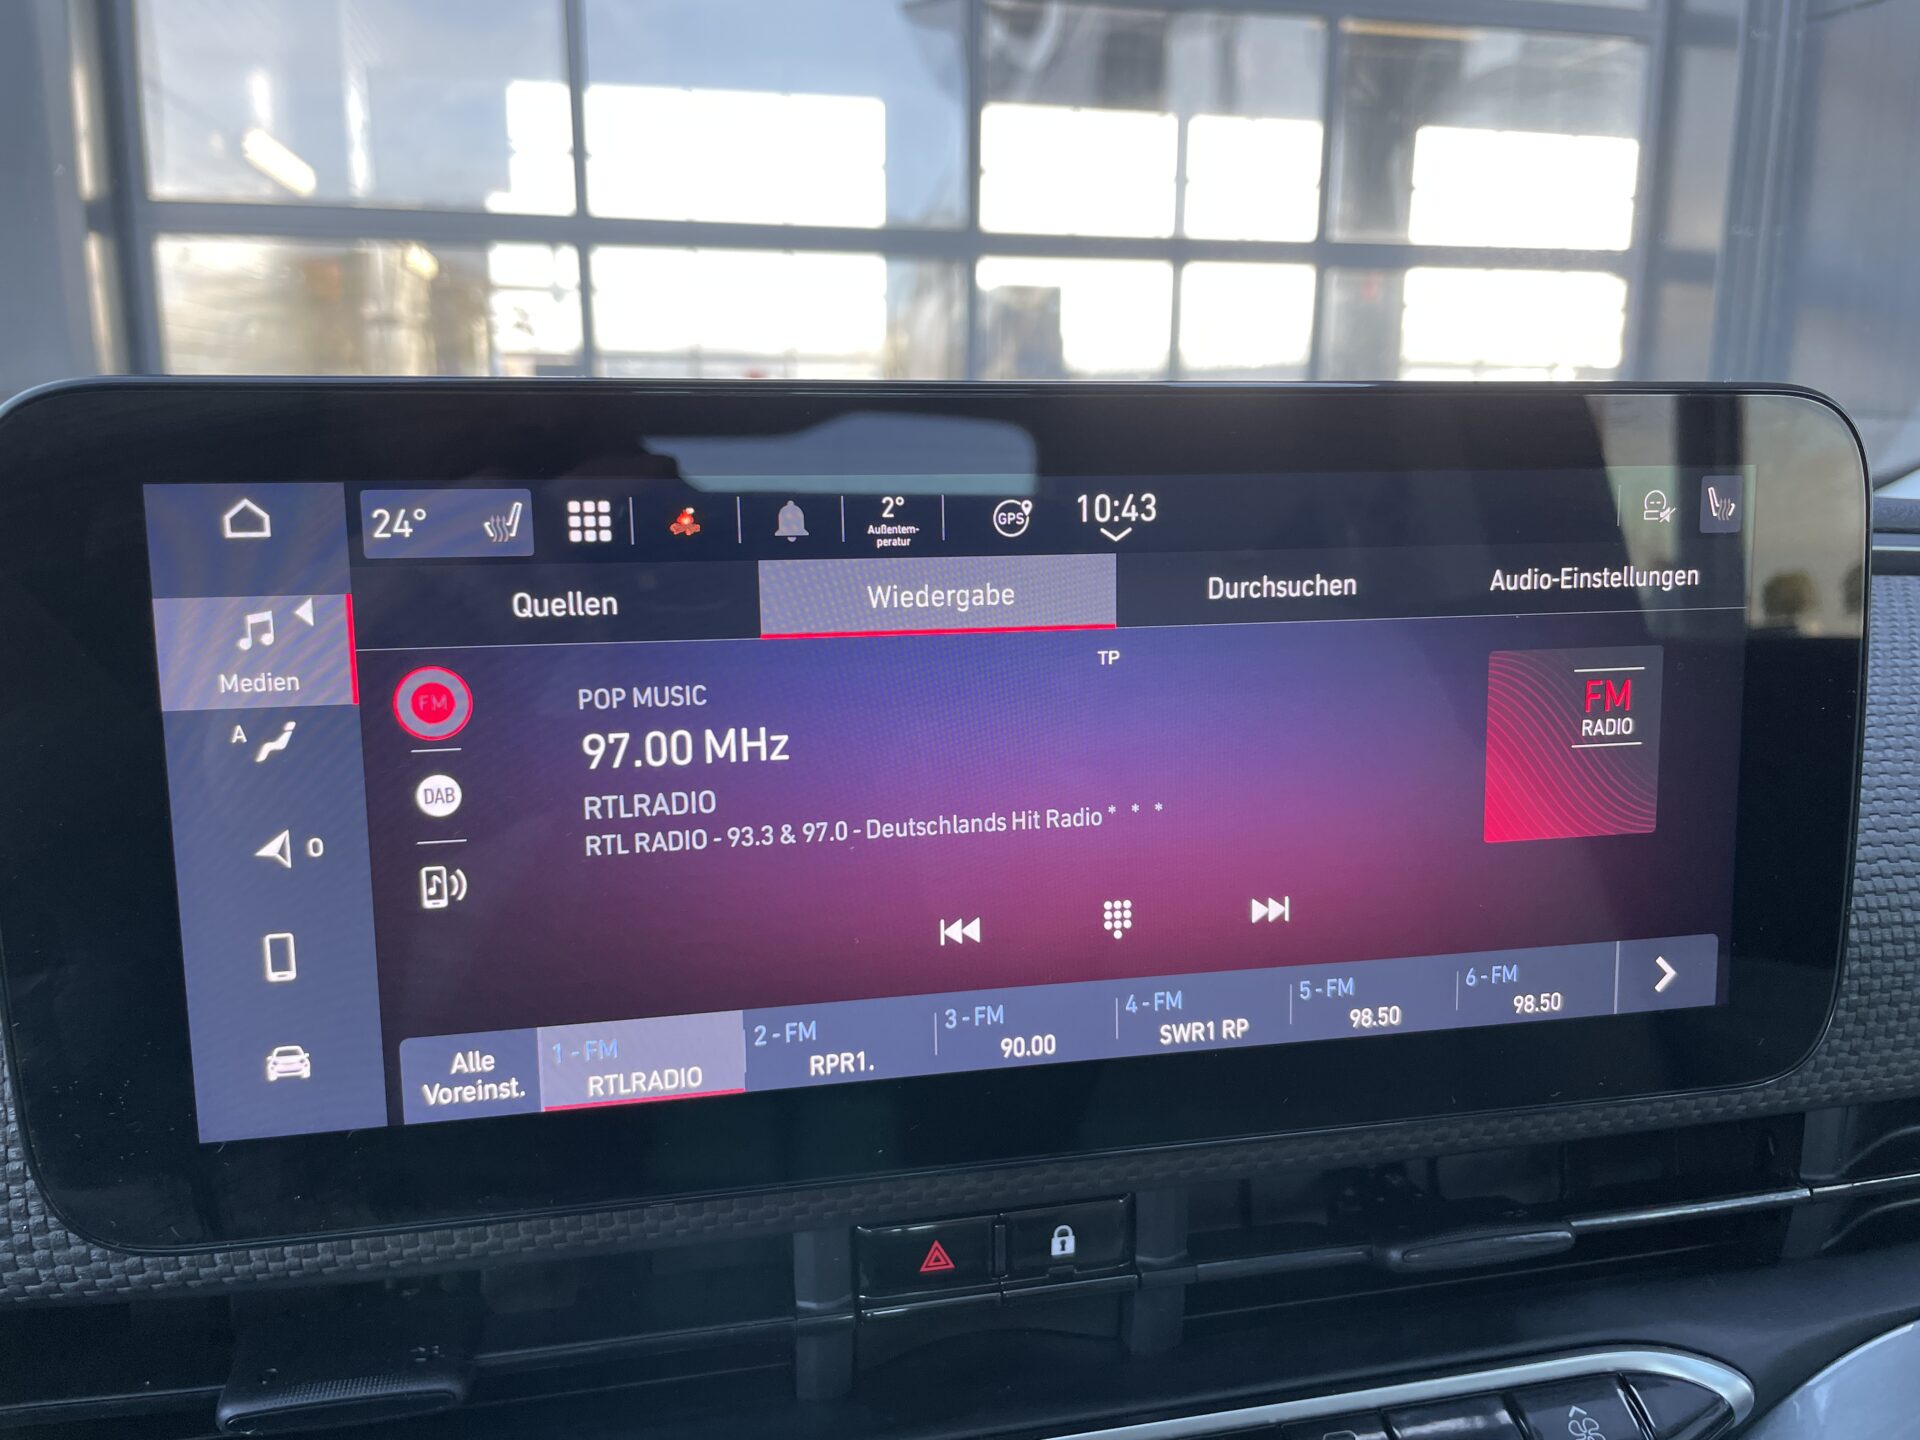 24°
2°
Außentem-
peratur
GPS
10:43
Quellen
Wiedergabe
Durchsuchen
Audio-Einstellungen
Medien
A
0
FM
DAB
TP
POP MUSIC
97.00 MHz
RTLRADIO
RTL RADIO - 93.3 & 97.0 - Deutschlands Hit Radio * * *
FM
RADIO
Alle
Voreinst.
1 - FM
RTLRADIO
2 - FM
RPR1.
3 - FM
90.00
4 - FM
SWR1 RP
5 - FM
98.50
6 - FM
98.50